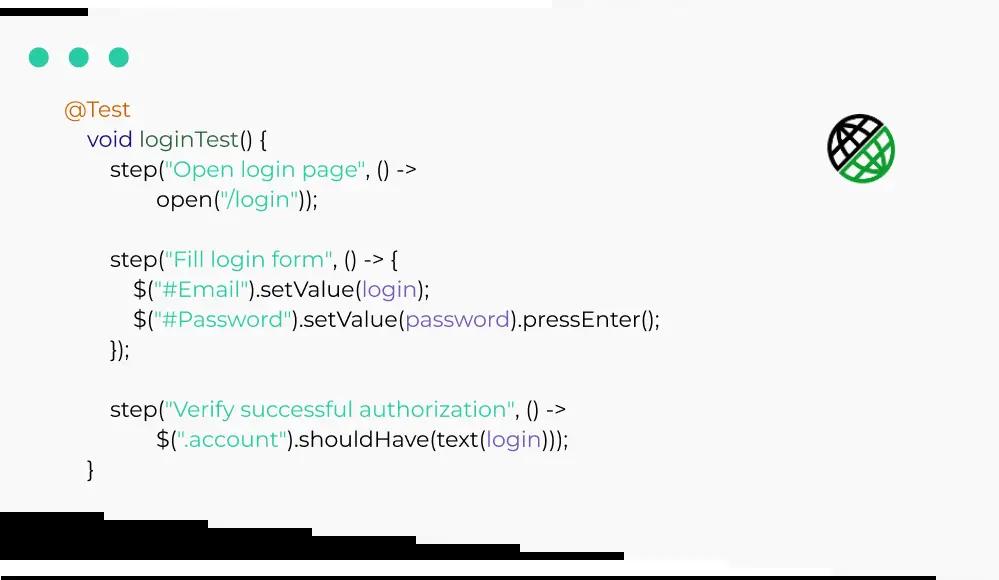 @Test
void loginTest() {
step("Open login page", () ->
open("/login"));
step("Fill login form", () -> {
$("#Email").setValue(login);
$("#Password").setValue(password).pressEnter();
});
step("Verify successful authorization", () ->
$(".account").shouldHave(text(login)));
}